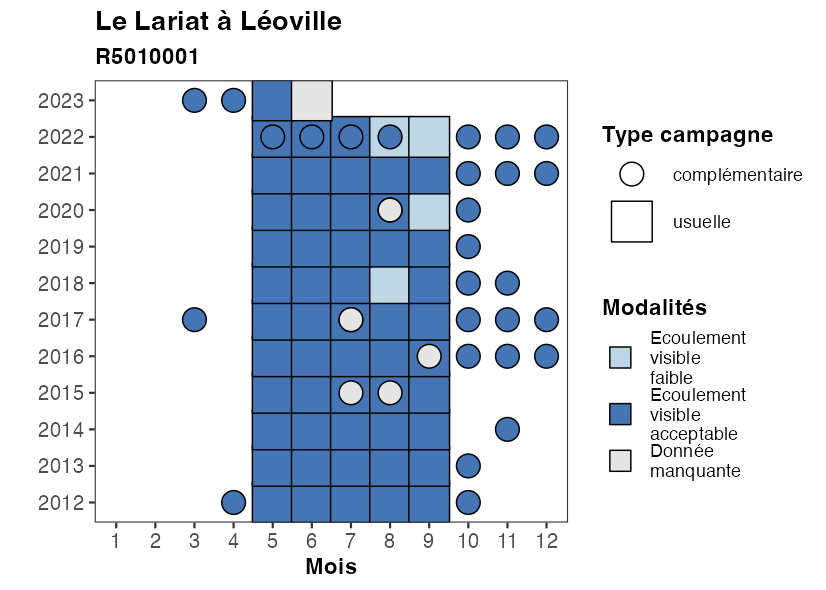 Le Lariat à Léoville
R5010001
2023
2022
2021
2020
2019
2018
2017
2016
2015
2014
2013
2012
1 2 3 4 5 6 7 8 9 10 11 12
Mois
Type campagne
complémentaire
usuelle
Modalités
Ecoulement
visible
faible
Ecoulement
visible
acceptable
Donnée
manquante